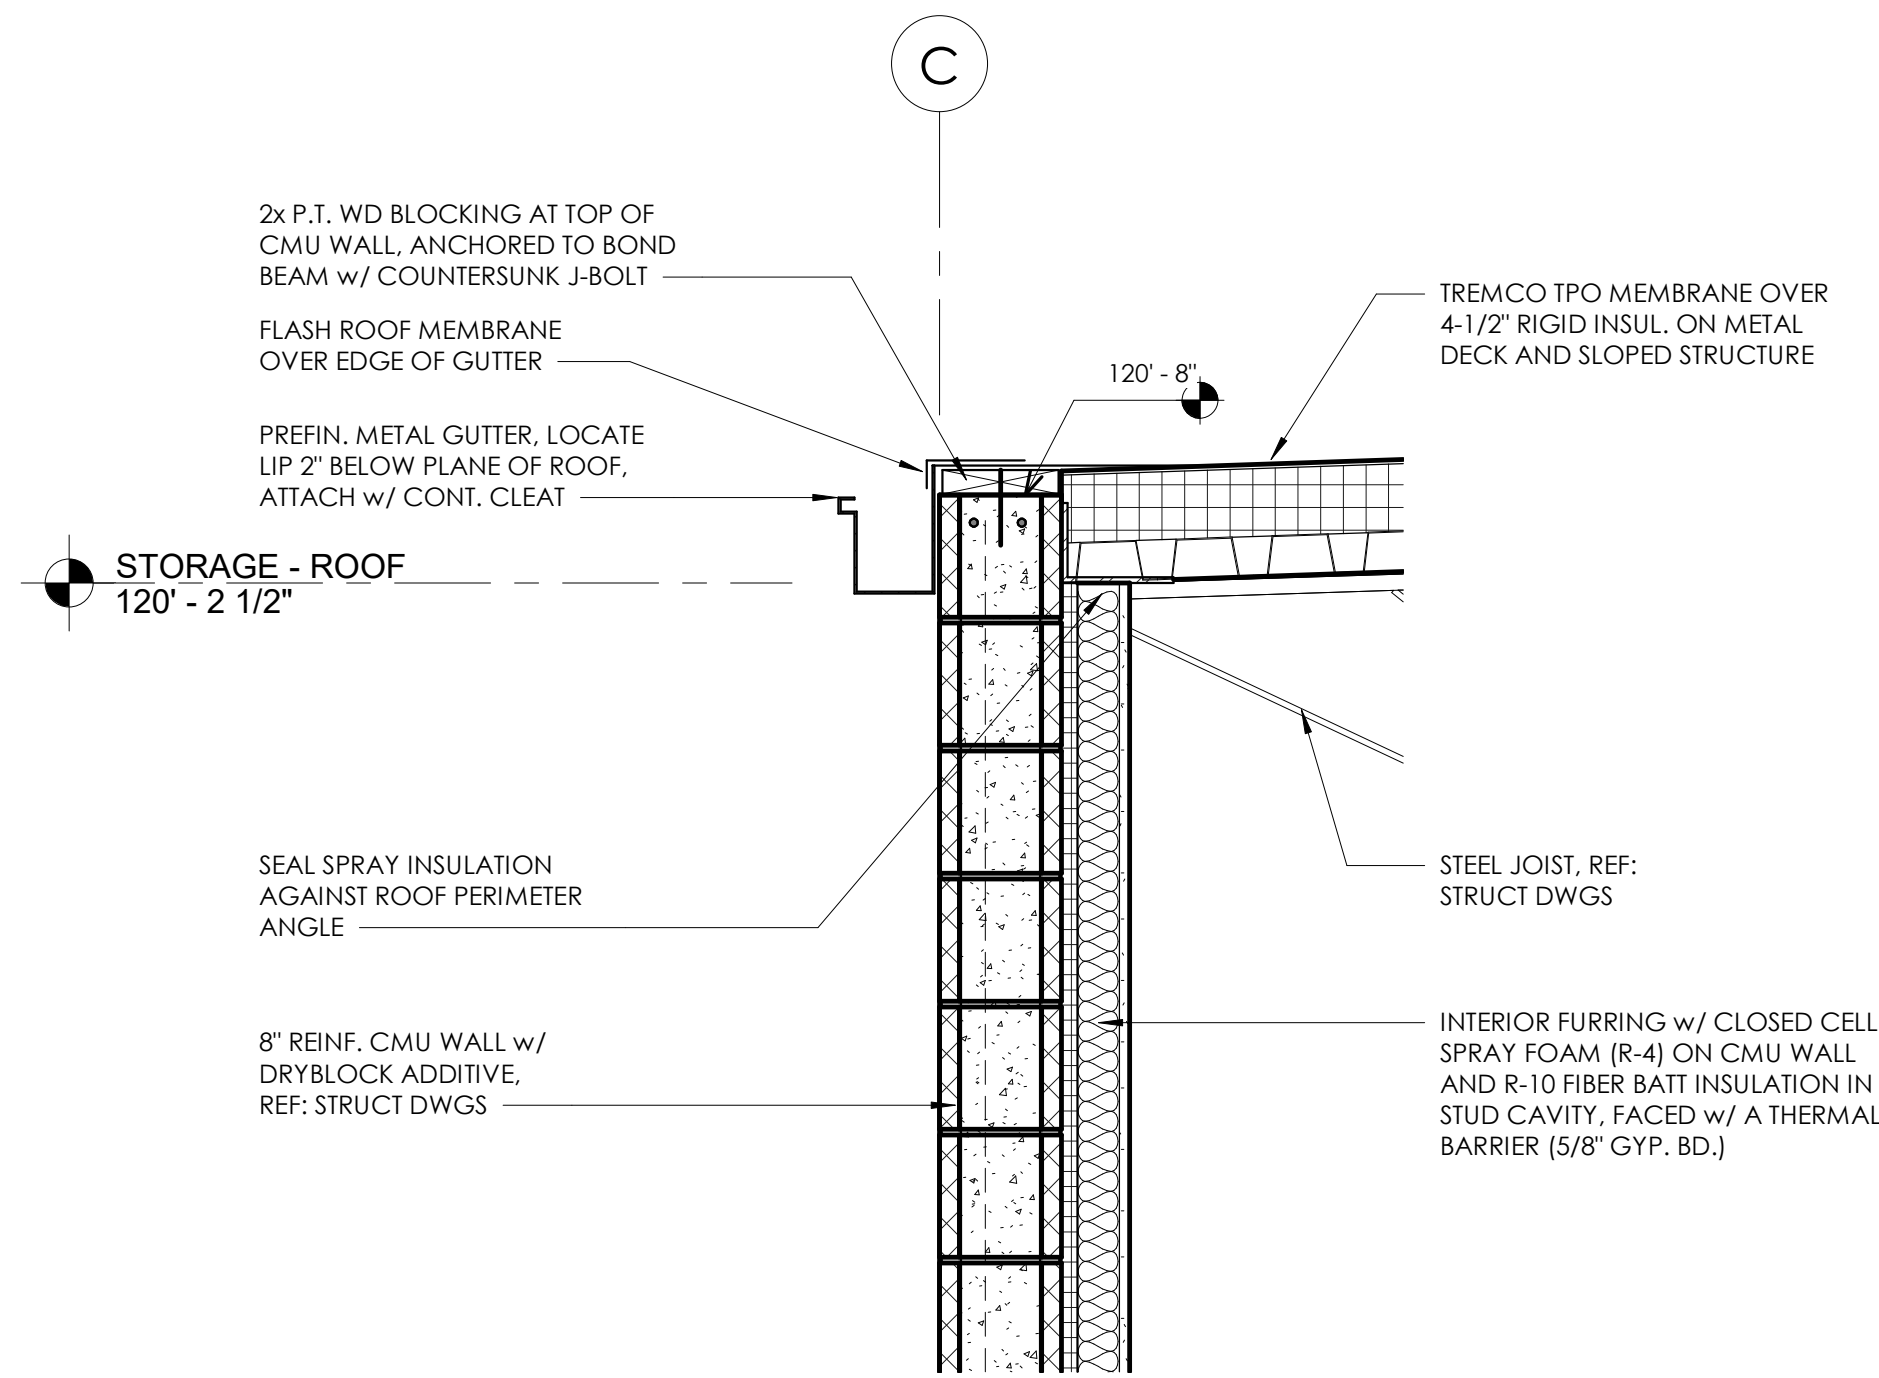 C
2x P.T. WD BLOCKING AT TOP OF
CMU WALL, ANCHORED TO BOND
BEAM w/ COUNTERSUNK J-BOLT
FLASH ROOF MEMBRANE
OVER EDGE OF GUTTER
PREFIN. METAL GUTTER, LOCATE
LIP 2" BELOW PLANE OF ROOF,
ATTACH w/ CONT. CLEAT
STORAGE - ROOF
120' - 2 1/2"
SEAL SPRAY INSULATION
AGAINST ROOF PERIMETER
ANGLE
8" REINF. CMU WALL w/
DRYBLOCK ADDITIVE,
REF: STRUCT DWGS
120' - 8"
TREMCO TPO MEMBRANE OVER
4-1/2" RIGID INSUL. ON METAL
DECK AND SLOPED STRUCTURE
STEEL JOIST, REF:
STRUCT DWGS
INTERIOR FURRING w/ CLOSED CELL
SPRAY FOAM (R-4) ON CMU WALL
AND R-10 FIBER BATT INSULATION IN
STUD CAVITY, FACED w/ A THERMAL
BARRIER (5/8" GYP. BD.)